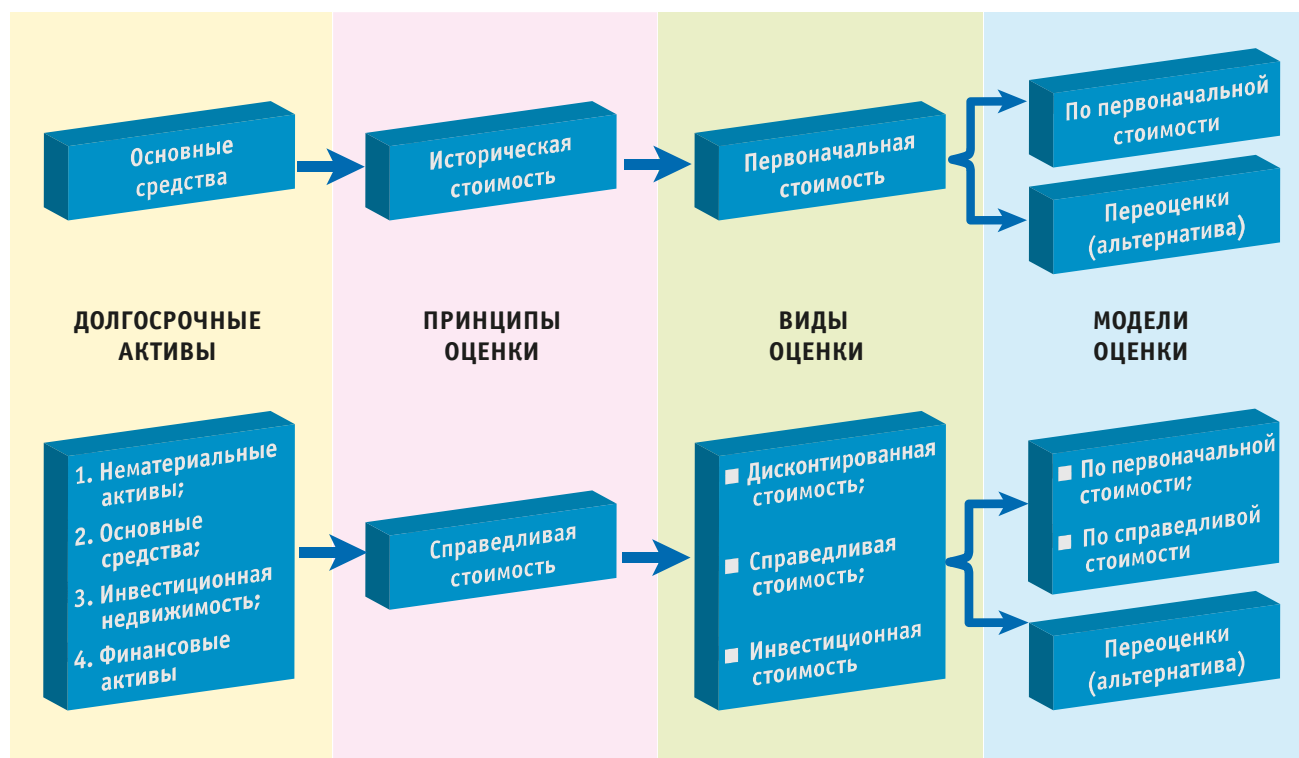 Основные
средства
Историческая
стоимость
Первоначальная
стоимость
По первоначальной
стоимости
Переоценки
(альтернатива)
ДОЛГОСРОЧНЫЕ
АКТИВЫ
ПРИНЦИПЫ
ОЦЕНКИ
ВИДЫ
ОЦЕНКИ
МОДЕЛИ
ОЦЕНКИ
1. Нематериальные
активы;
2. Основные
средства;
3. Инвестиционная
недвижимость;
4. Финансовые
активы
Справедливая
стоимость
■ Дисконтированная
стоимость;
■ Справедливая
стоимость;
■ Инвестиционная
стоимость
■ По первоначальной
стоимости;
■ По справедливой
стоимости
Переоценки
(альтернатива)